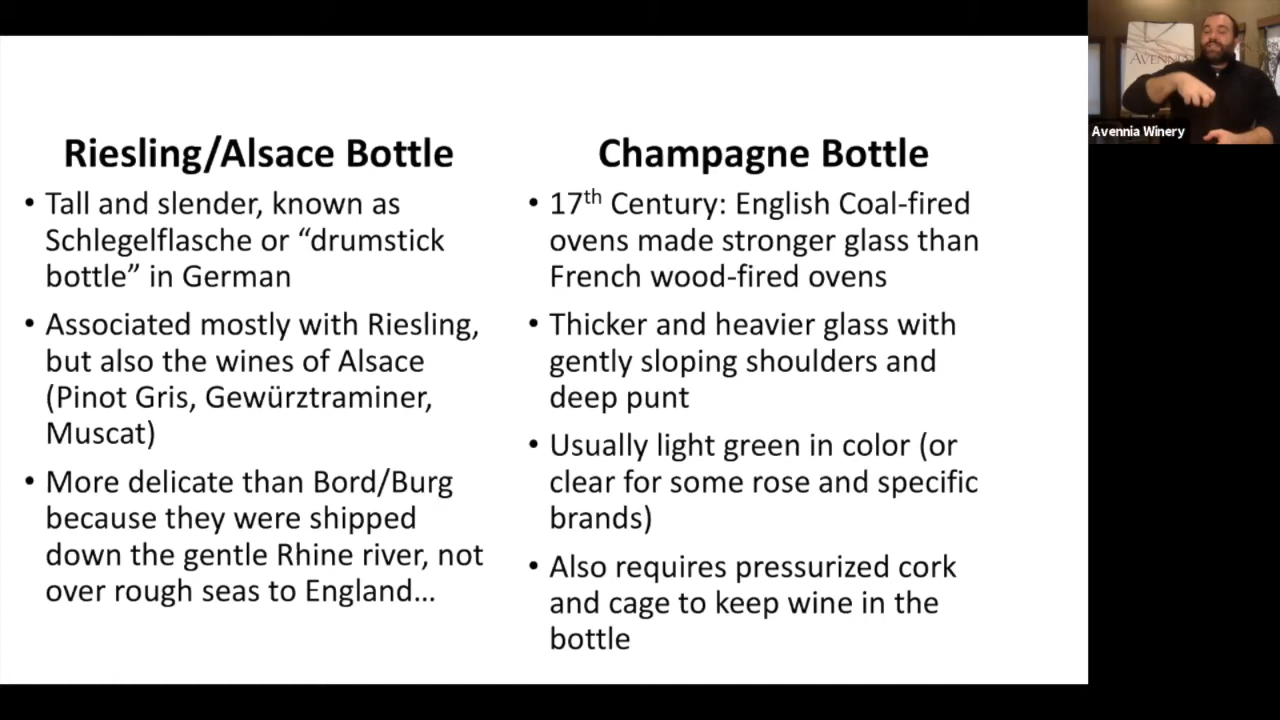 Riesling/Alsace Bottle
• Tall and slender, known as
Schlegelflasche or “drumstick
bottle” in German
• Associated mostly with Riesling,
but also the wines of Alsace
(Pinot Gris, Gewürztraminer,
Muscat)
• More delicate than Bord/Burg
because they were shipped
down the gentle Rhine river, not
over rough seas to England...
Champagne Bottle
• 17th Century: English Coal-fired
ovens made stronger glass than
French wood-fired ovens
• Thicker and heavier glass with
gently sloping shoulders and
deep punt
• Usually light green in color (or
clear for some rose and specific
brands)
• Also requires pressurized cork
and cage to keep wine in the
bottle
AVENNI
Avennia Winery